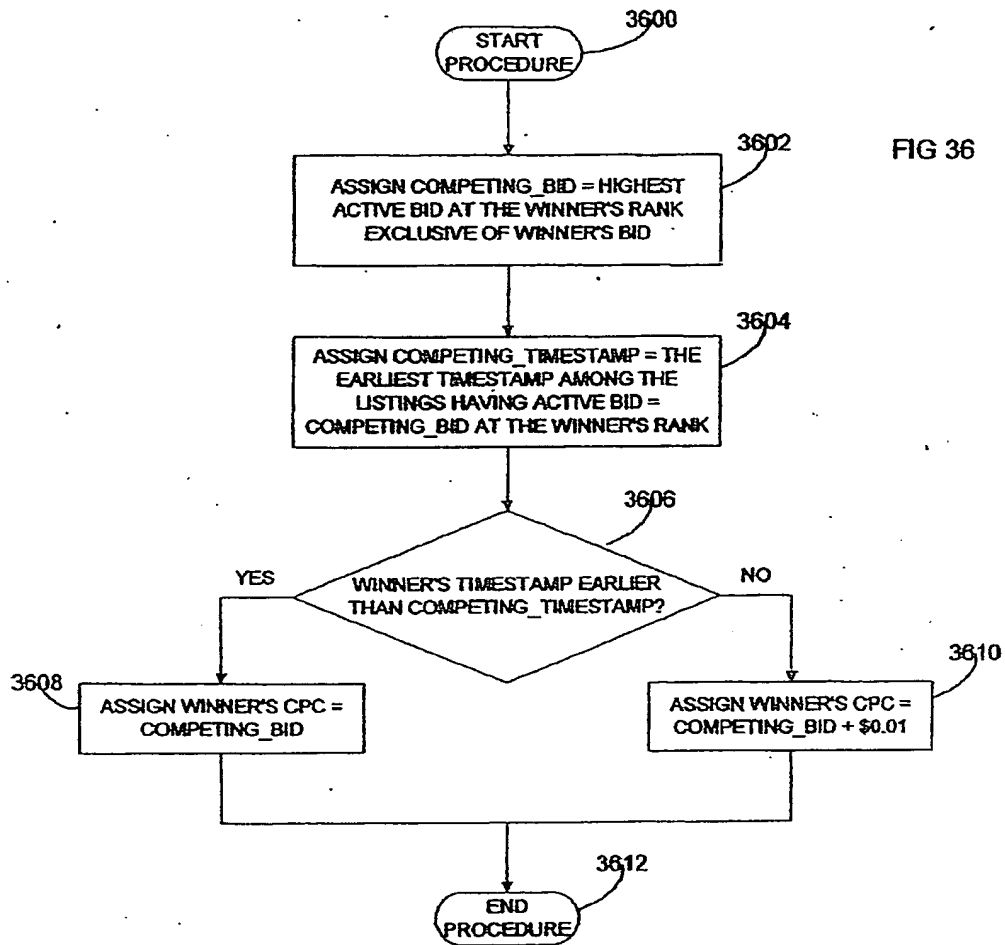 3600
START
PROCEDURE
FIG 36
3602
ASSIGN COMPETING_BID = HIGHEST
ACTIVE BID AT THE WINNER'S RANK
EXCLUSIVE OF WINNER'S BID
3604
ASSIGN COMPETING_TIMESTAMP = THE
EARLIEST TIMESTAMP AMONG THE
LISTINGS HAVING ACTIVE BID =
COMPETING_BID AT THE WINNER'S RANK
3606
WINNER'S TIMESTAMP EARLIER
THAN COMPETING_TIMESTAMP?
YES
NO
3608
ASSIGN WINNER'S CPC =
COMPETING_BID
3610
ASSIGN WINNER'S CPC =
COMPETING_BID + $0.01
3612
END
PROCEDURE